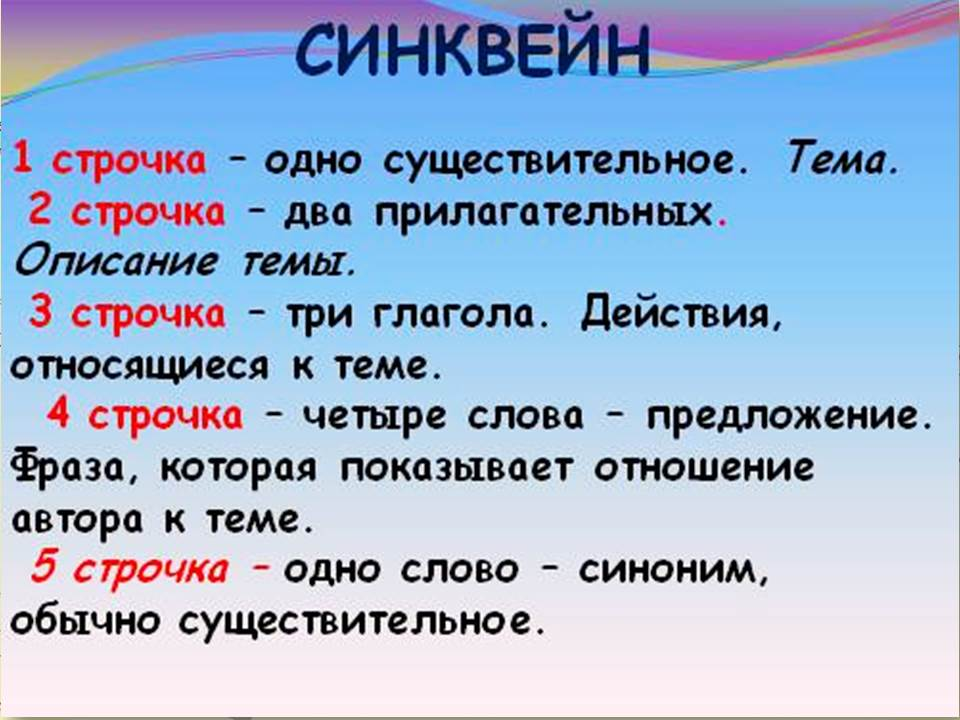 СИНКВЕЙН
1 строчка – одно существительное. Тема.
2 строчка – два прилагательных.
Описание темы.
3 строчка – три глагола. Действия,
относящиеся к теме.
4 строчка – четыре слова – предложение.
Фраза, которая показывает отношение
автора к теме.
5 строчка – одно слово – синоним,
обычно существительное.